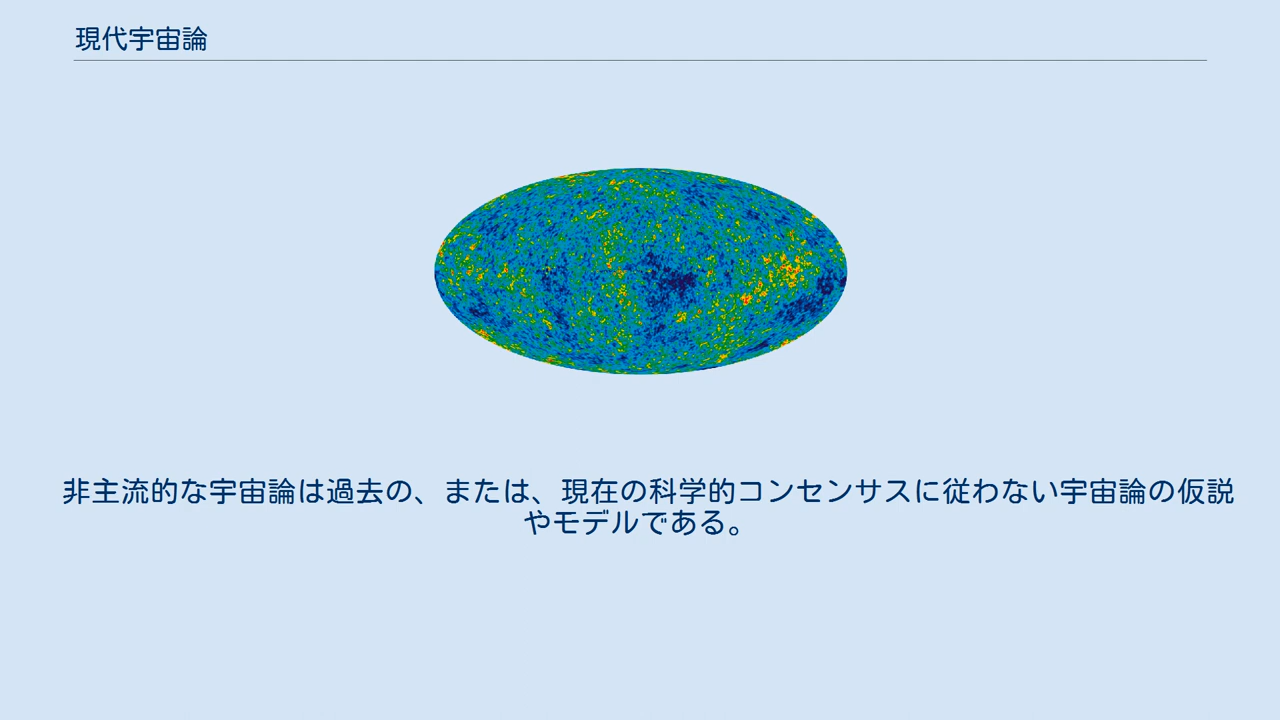 現代宇宙論
非主流的な宇宙論は過去の、または、現在の科学的コンセンサスに従わない宇宙論の仮説
やモデルである。